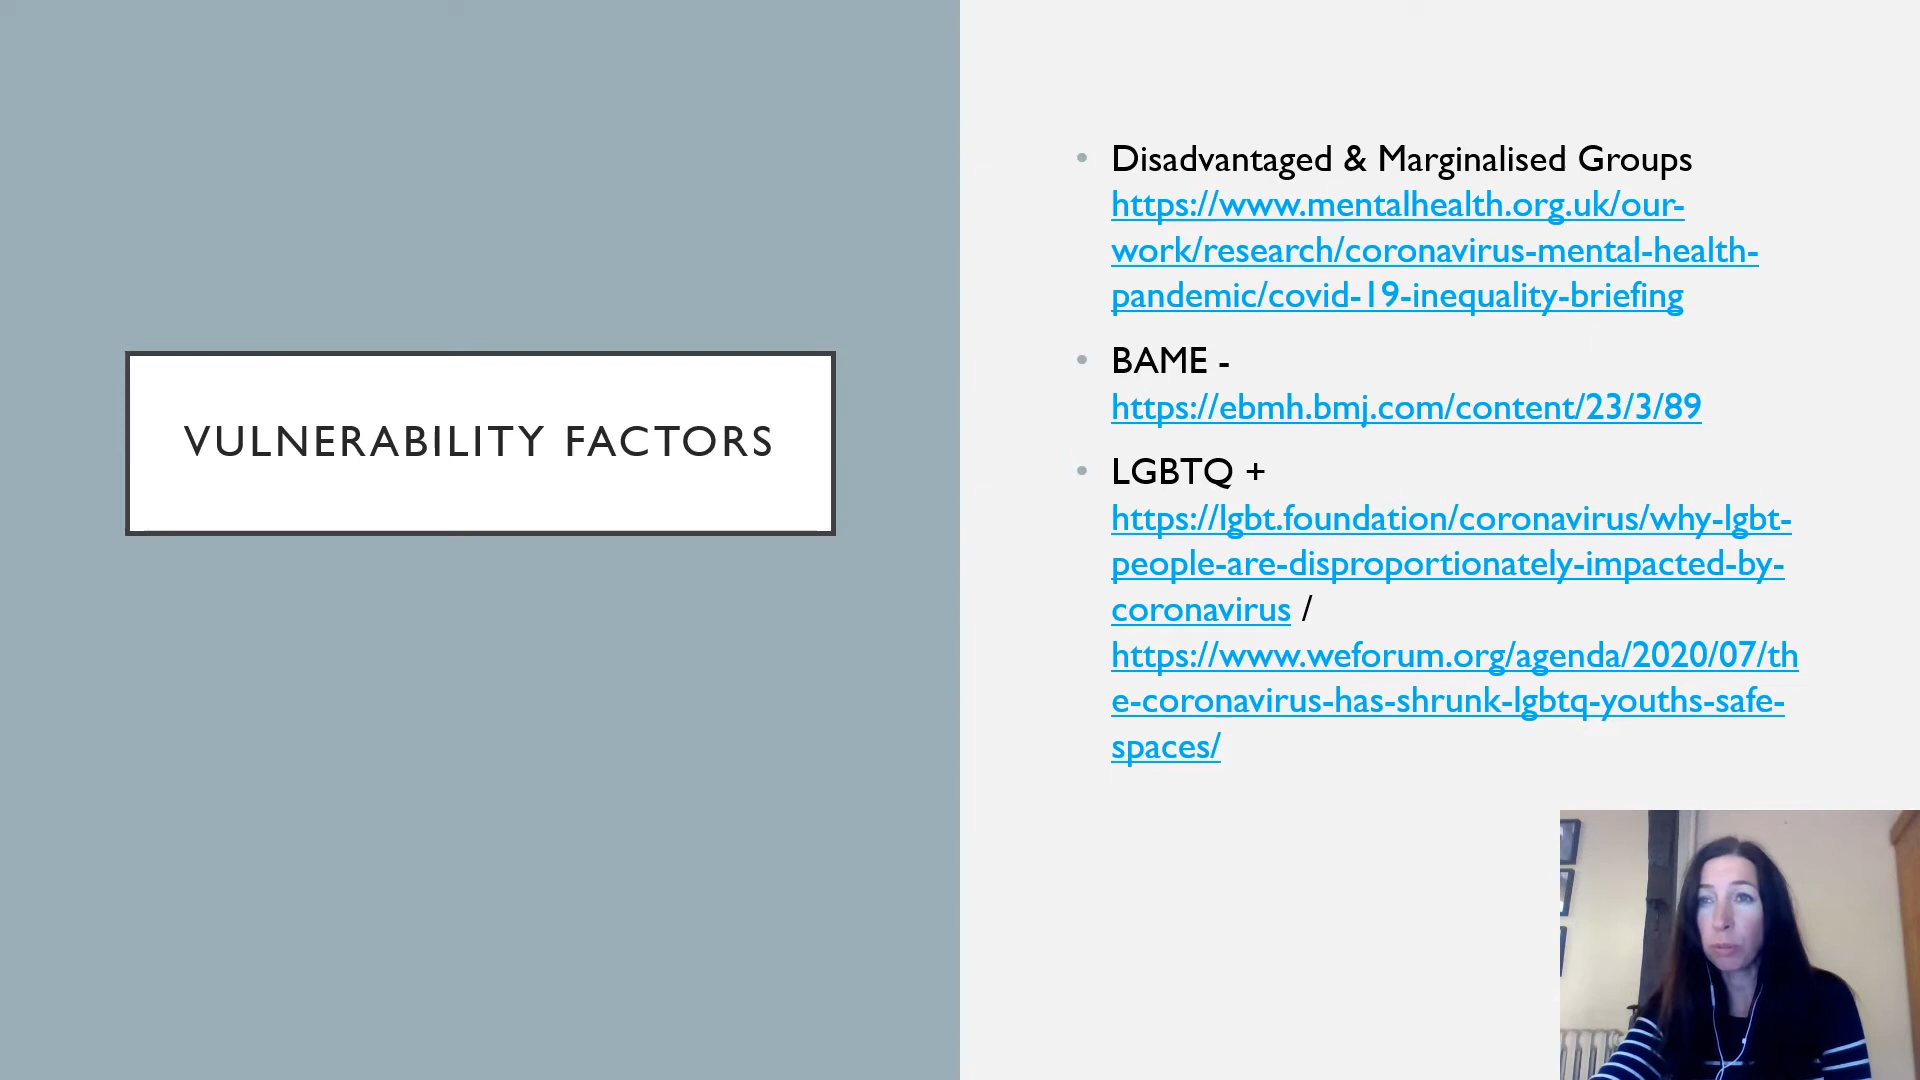 VULNERABILITY FACTORS
• Disadvantaged & Marginalised Groups
https://www.mentalhealth.org.uk/our-
work/research/coronavirus-mental-health-
pandemic/covid-19-inequality-briefing
• BAME -
https://ebmh.bmj.com/content/23/3/89
• LGBTQ +
https://lgbt.foundation/coronavirus/why-lgbt-
people-are-disproportionately-impacted-by-
coronavirus /
https://www.weforum.org/agenda/2020/07/th
e-coronavirus-has-shrunk-lgbtq-youths-safe-
spaces/